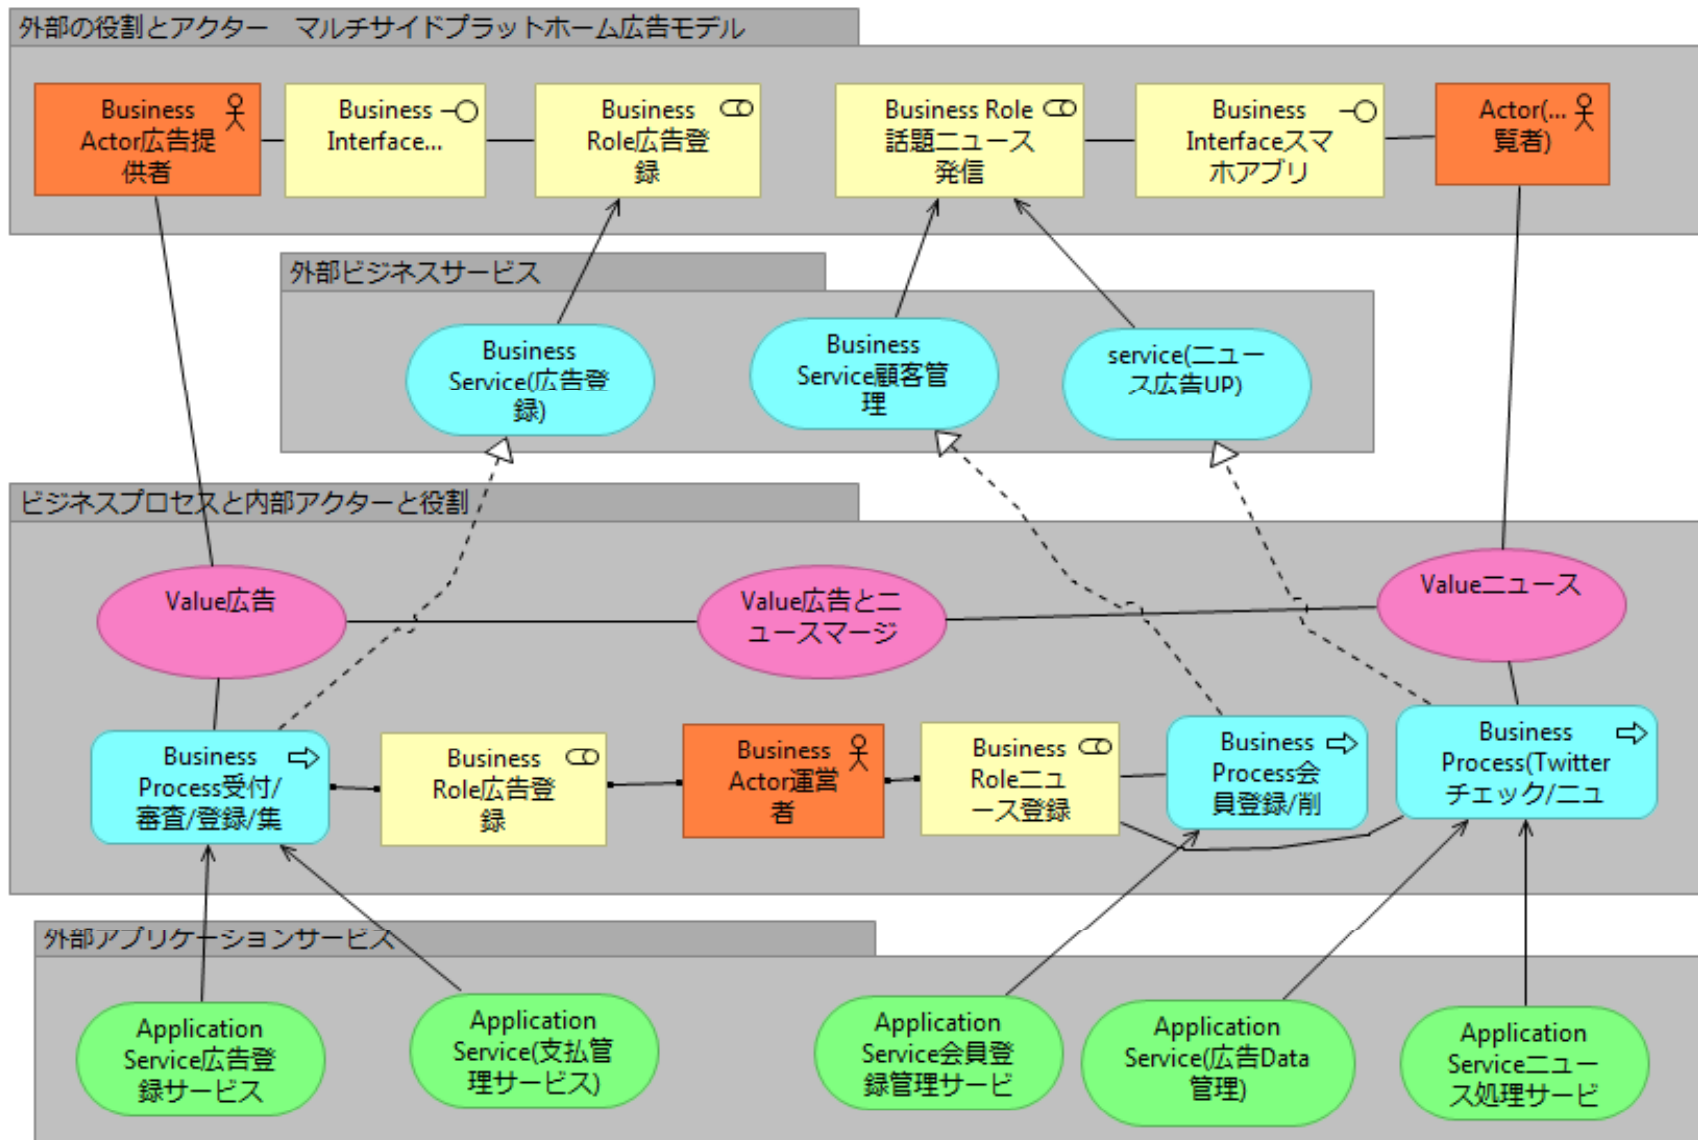 外部の役割とアクター　マルチサイドプラットホーム広告モデル
Business
Actor広告提
供者
Business
Interface...
Business
Role広告登
録
Business Role
話題ニュース
発信
Business
Interfaceスマ
ホアプリ
Actor(...
覧者)
外部ビジネスサービス
Business
Service(広告登
録)
Business
Service顧客管
理
service(ニュー
ス広告UP)
ビジネスプロセスと内部アクターと役割
Value広告
Value広告とニ
ュースマージ
Valueニュース
Business
Process受付/
審査/登録/集
Business
Role広告登
録
Business
Actor運営
者
Business
Roleニュ
ース登録
Business
Process会
員登録/削
Business
Process(Twitter
チェック/ニュ
外部アプリケーションサービス
Application
Service広告登
録サービス
Application
Service(支払管
理サービス)
Application
Service会員登
録管理サービ
Application
Service(広告Data
管理)
Application
Serviceニュー
ス処理サービ